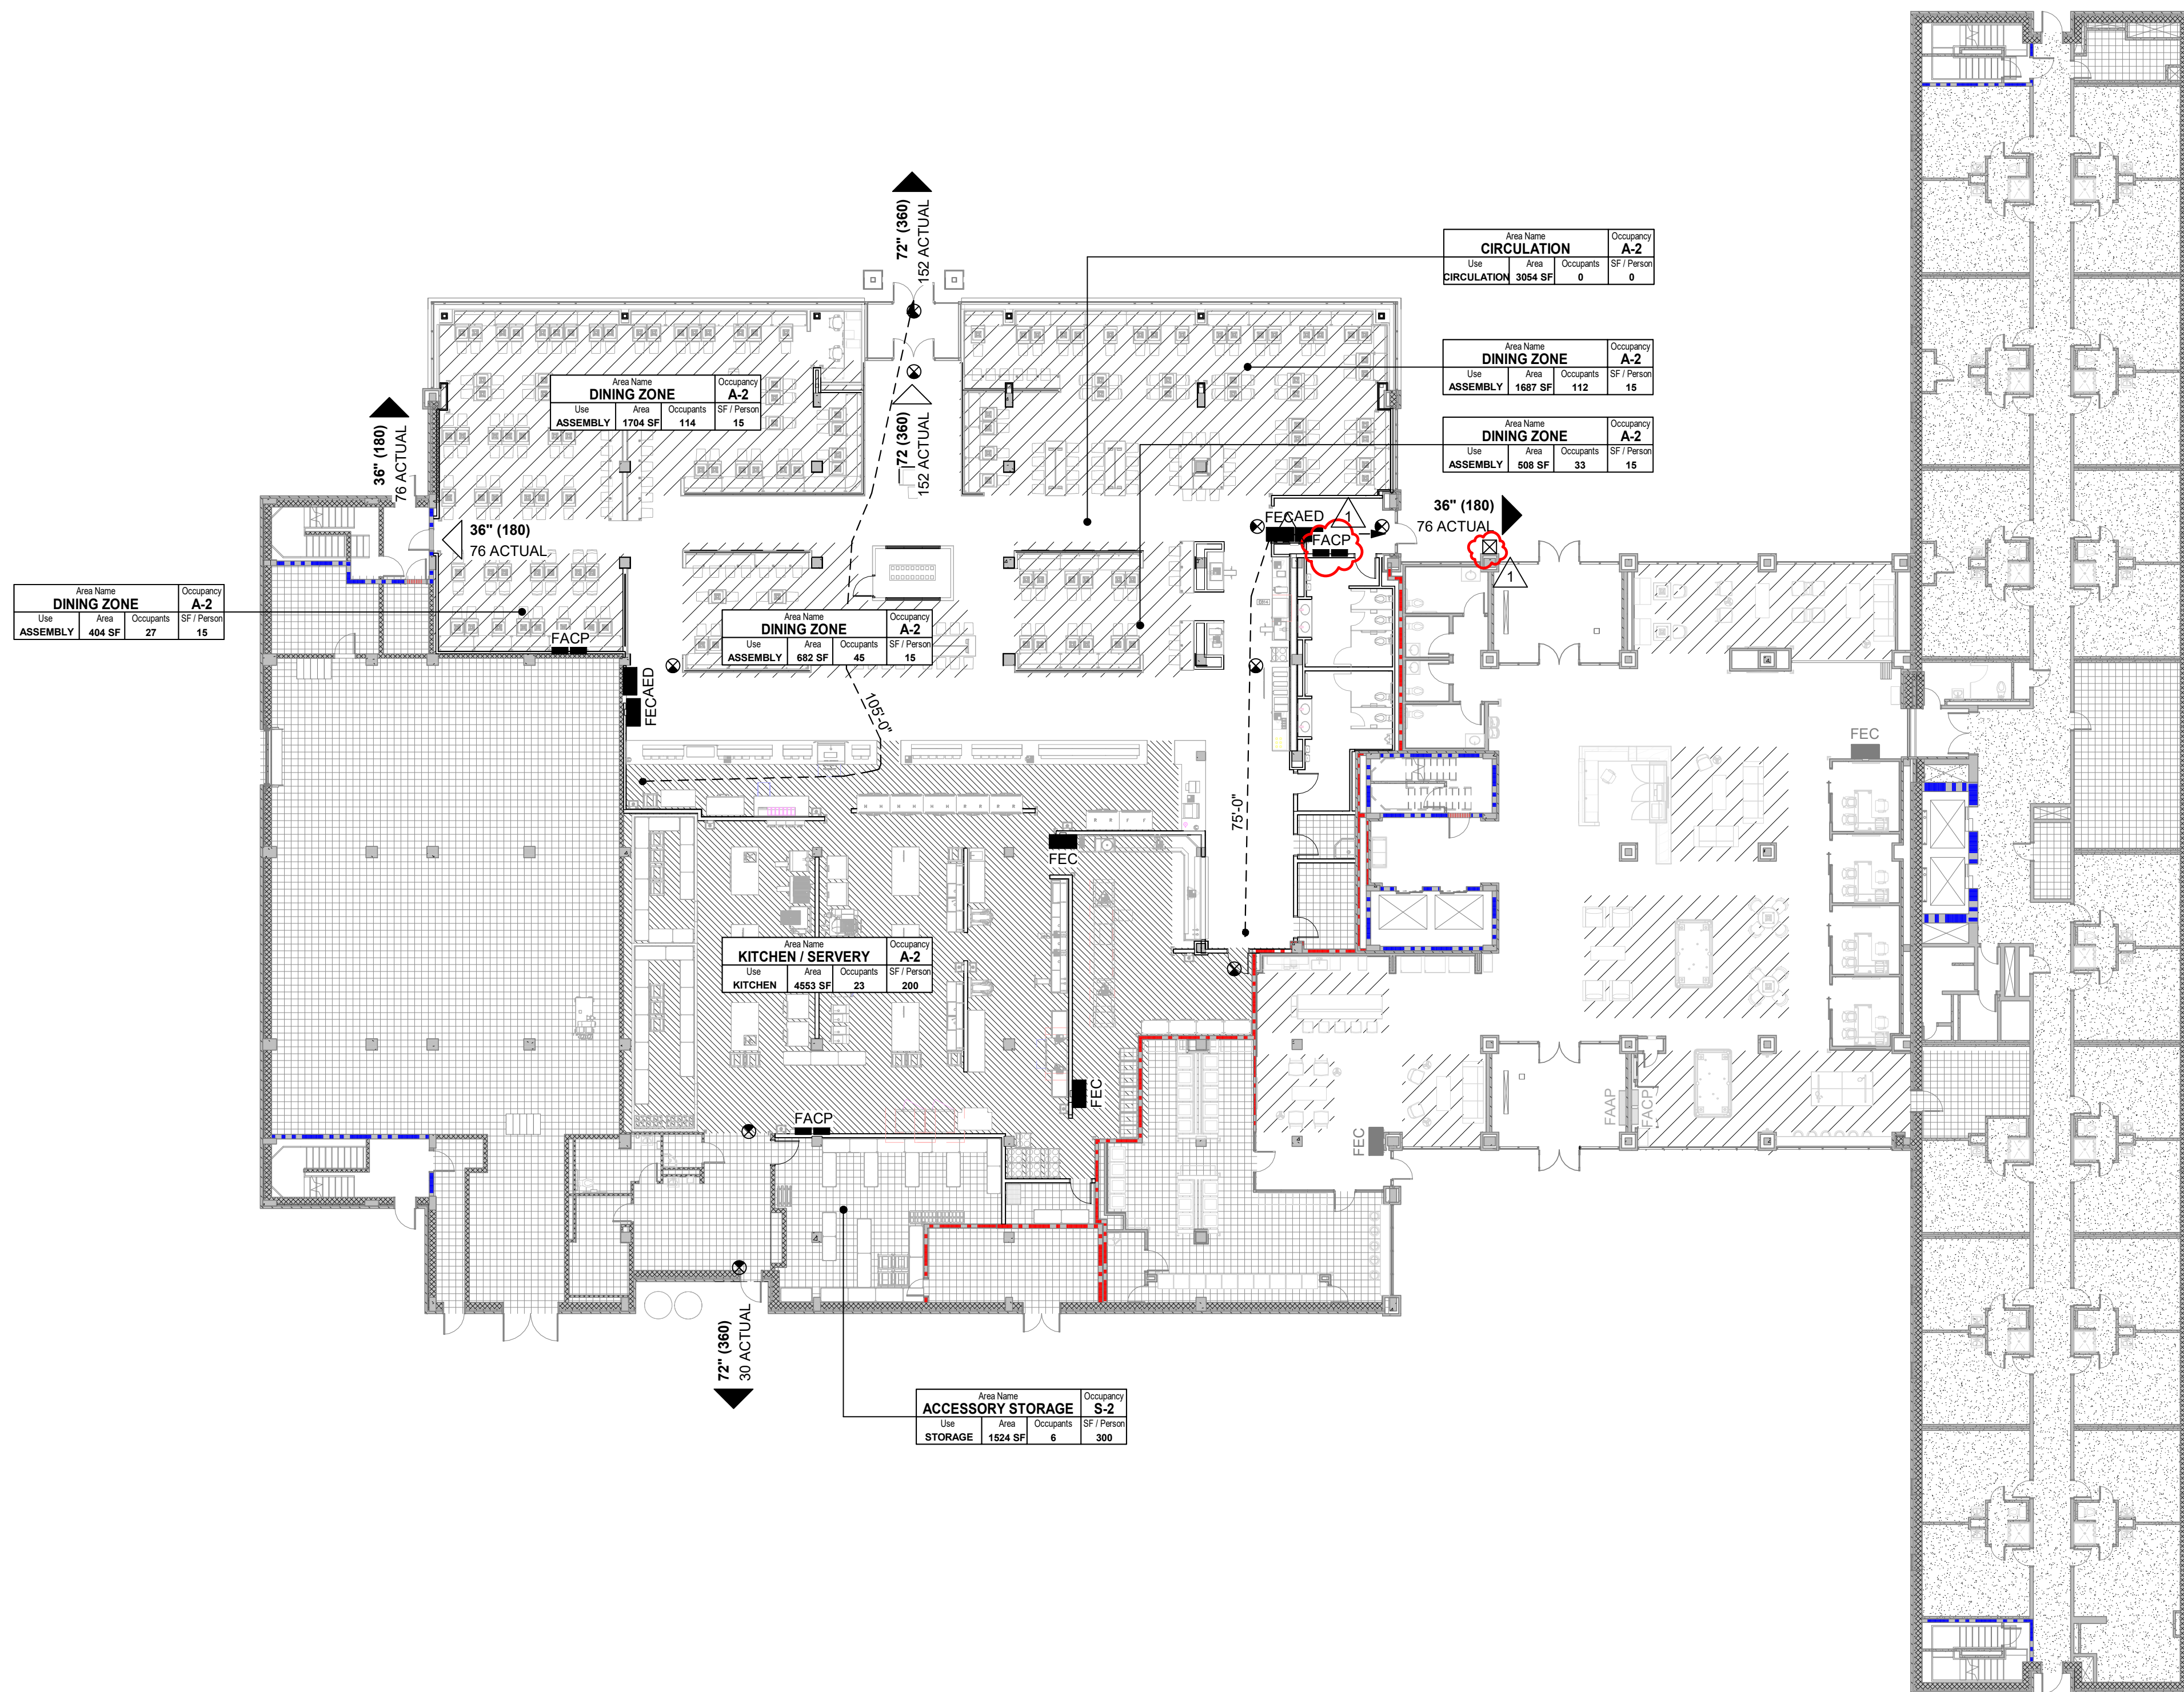 72" (360)
152 ACTUAL
Area Name
Occupancy
CIRCULATION
A-2
Use
Area
Occupants
SF / Person
CIRCULATION
3054 SF
0
0
Area Name
Occupancy
DINING ZONE
A-2
Use
Area
Occupants
SF / Person
ASSEMBLY
1687 SF
112
15
Area Name
Occupancy
DINING ZONE
A-2
Use
Area
Occupants
SF / Person
ASSEMBLY
1704 SF
114
15
36" (180)
76 ACTUAL
72 (360)
152 ACTUAL
Area Name
Occupancy
DINING ZONE
A-2
Use
Area
Occupants
SF / Person
ASSEMBLY
508 SF
33
15
36" (180)
76 ACTUAL
FEC
AED
1
FACP
36" (180)
76 ACTUAL
1
Area Name
Occupancy
DINING ZONE
A-2
Use
Area
Occupants
SF / Person
ASSEMBLY
404 SF
27
15
FACP
Area Name
Occupancy
DINING ZONE
A-2
Use
Area
Occupants
SF / Person
ASSEMBLY
682 SF
45
15
FECAED
105'-0"
FEC
75'-0"
FEC
Area Name
Occupancy
KITCHEN / SERVERY
A-2
Use
Area
Occupants
SF / Person
KITCHEN
4553 SF
23
200
FEC
FACP
FAAP
FACP
FEC
72" (360)
30 ACTUAL
Area Name
Occupancy
ACCESSORY STORAGE
S-2
Use
Area
Occupants
SF / Person
STORAGE
1524 SF
6
300